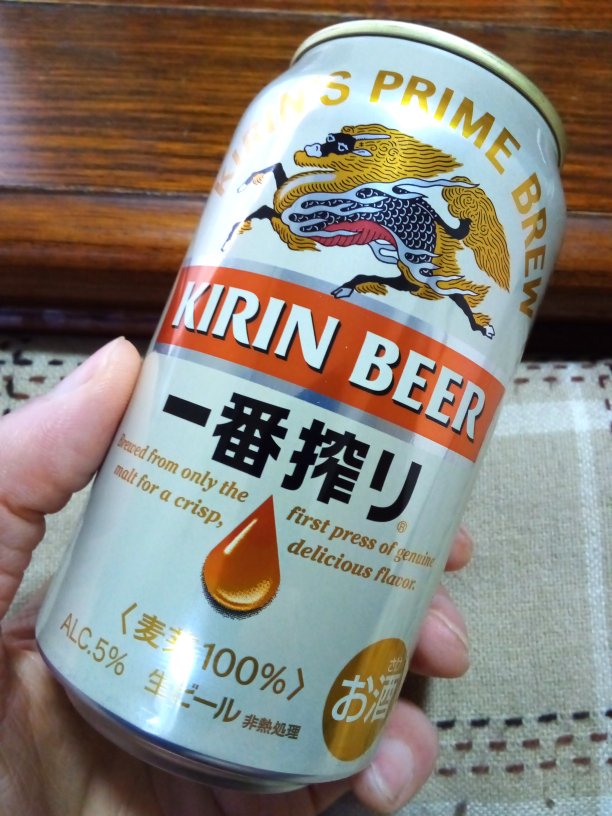 KIRIN'S PRIME BREW
KIRIN BEER
一番搾り®
Brewed from only the
malt for a crisp,
first press of genuine
delicious flavor.
〈麦芽100%〉
ALC.5% 生ビール 非熱処理
さけ
お酒